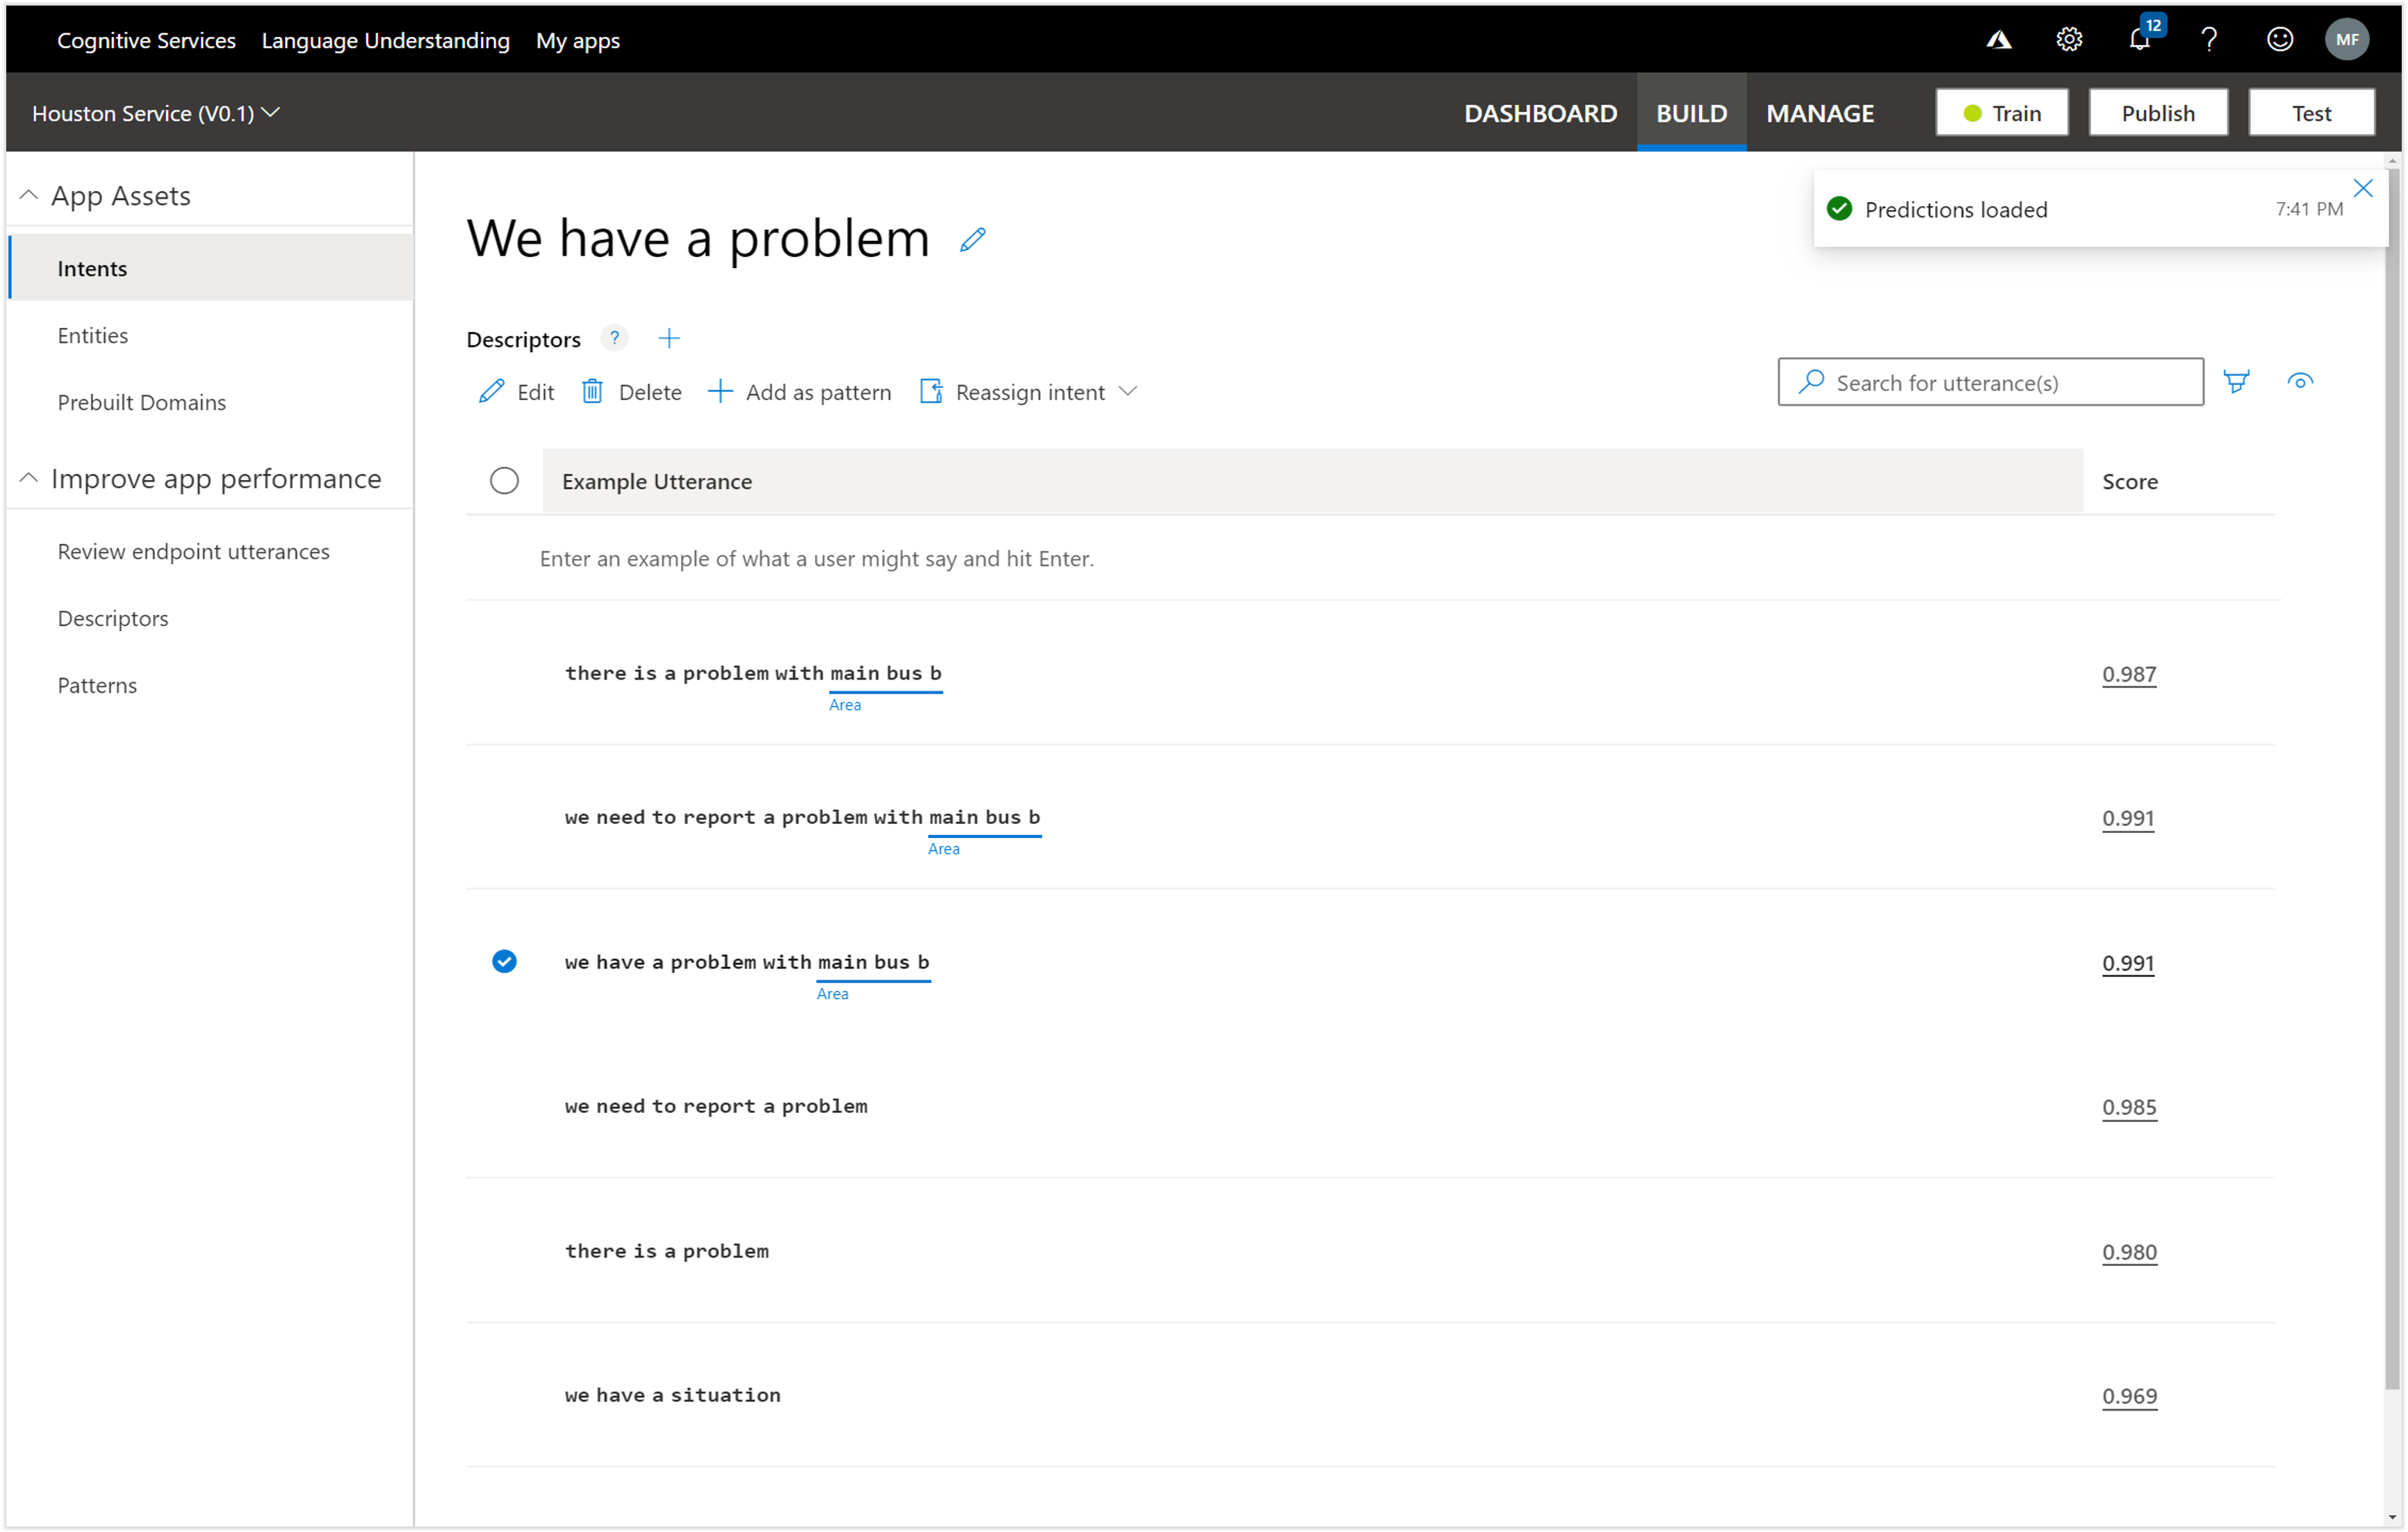 Cognitive Services Language Understanding My apps 12 ? MF
Houston Service (V0.1) DASHBOARD BUILD MANAGE Train Publish Test
App Assets
Intents
Entities
Prebuilt Domains
Improve app performance
Review endpoint utterances
Descriptors
Patterns
Predictions loaded 7:41 PM
We have a problem
Descriptors ?
Edit Delete Add as pattern Reassign intent
Search for utterance(s)
Example Utterance Score
Enter an example of what a user might say and hit Enter.
there is a problem with main bus b 0.987
Area
we need to report a problem with main bus b 0.991
Area
we have a problem with main bus b 0.991
Area
we need to report a problem 0.985
there is a problem 0.980
we have a situation 0.969